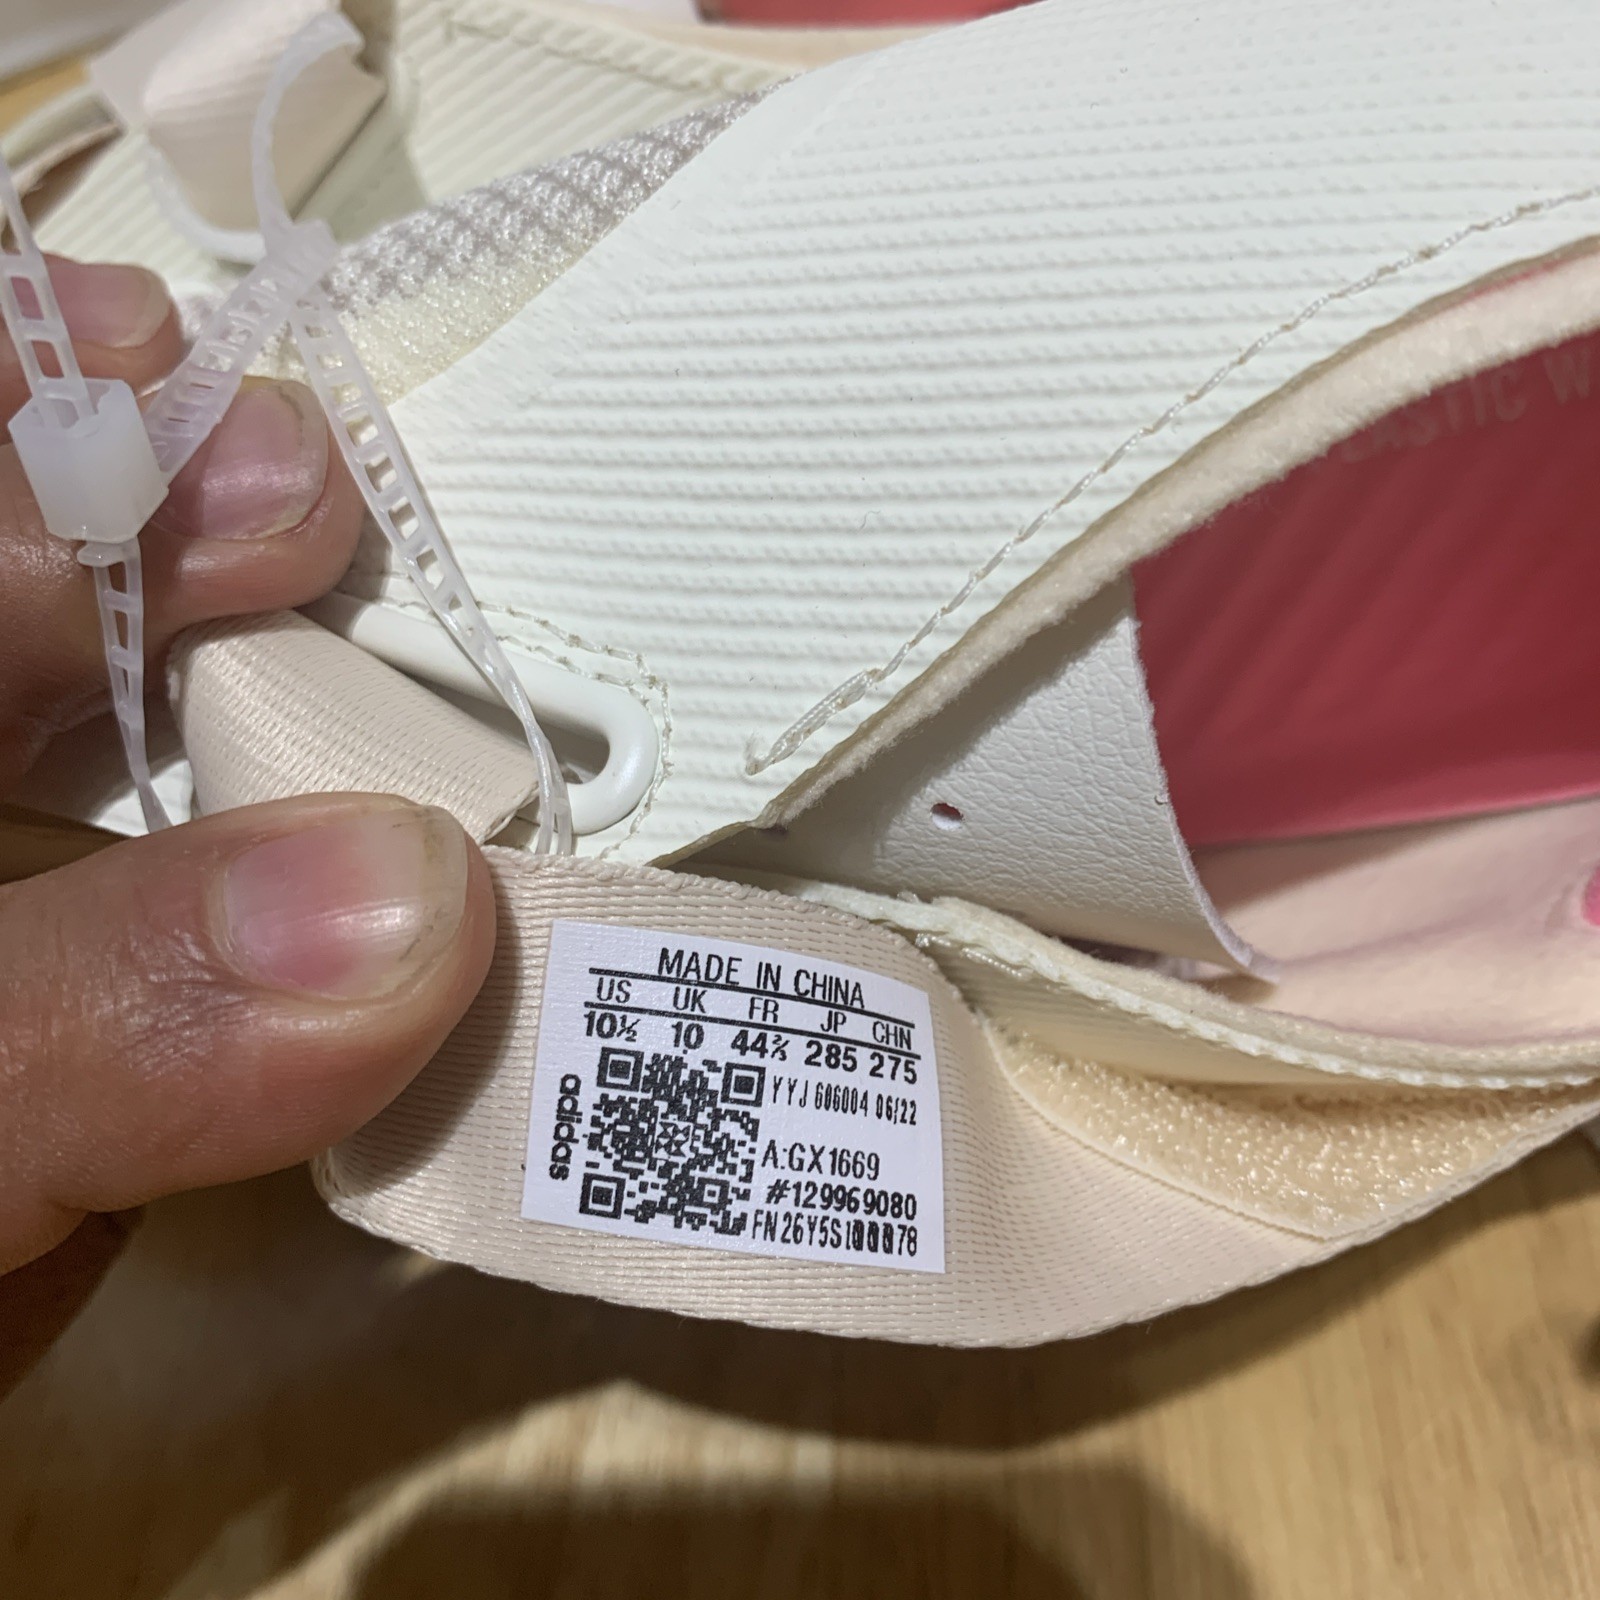 ELASTIC W
MADE IN CHINA
US UK FR JP CHN
10½ 10 44⅔ 285 275
adidas
YYJ 606004 06/22
A:GX1669
#129969080